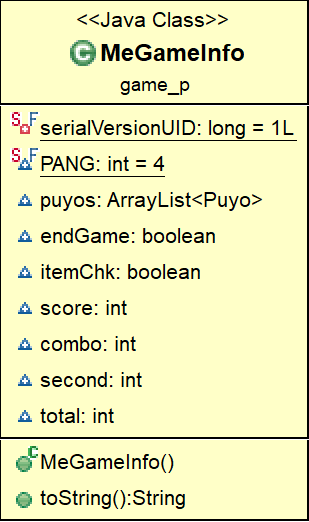 <<Java Class>>
C MeGameInfo
game_p
S F serialVersionUID: long = 1L
S F PANG: int = 4
puyos: ArrayList<Puyo>
endGame: boolean
itemChk: boolean
score: int
combo: int
second: int
total: int
C MeGameInfo()
toString():String